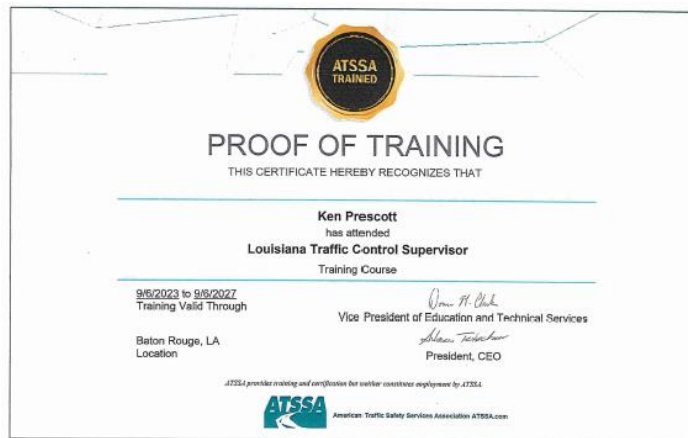 ATSSA
TRAINED
PROOF OF TRAINING
THIS CERTIFICATE HEREBY RECOGNIZES THAT
Ken Prescott
has attended
Louisiana Traffic Control Supervisor
Training Course
9/6/2023 to 9/6/2027
Training Valid Through
Vice President of Education and Technical Services
Baton Rouge, LA
Location
President, CEO
ATSSA provides training and certification but neither constitutes employment by ATSSA
ATSSA American Traffic Safety Services Association ATSSA.com